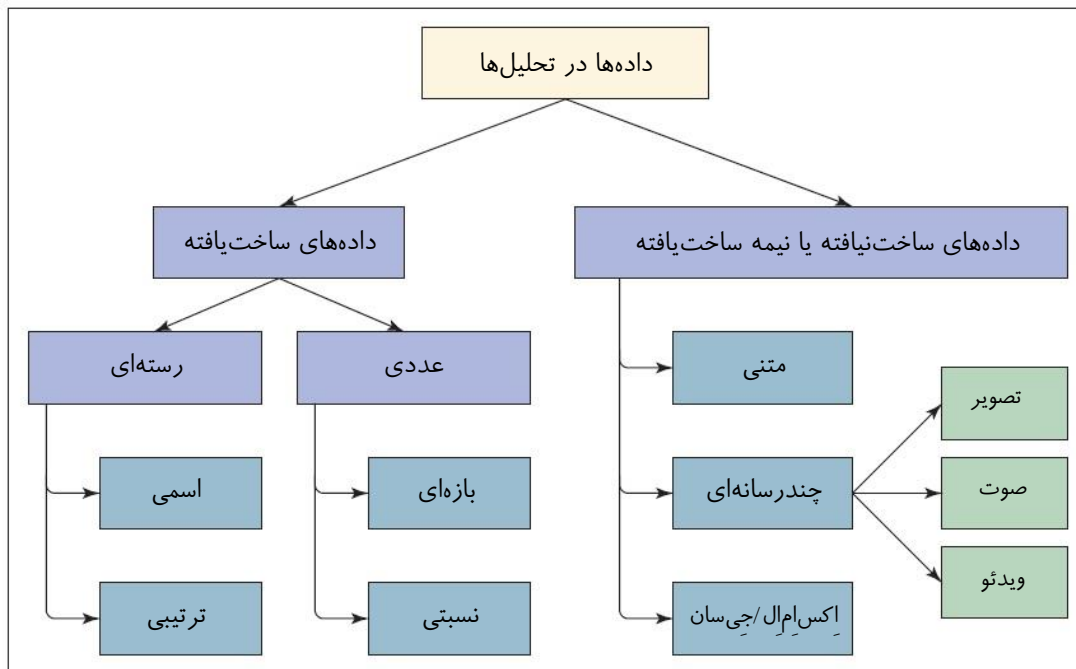 داده‌ها در تحلیل‌ها
داده‌های ساخت‌یافته
داده‌های ساخت‌نیافته یا نیمه ساخت‌یافته
رسته‌ای
عددی
اسمی
ترتیبی
بازه‌ای
نسبتی
متنی
چندرسانه‌ای
اِکس‌اِم‌اِل/جِی‌سان
تصویر
صوت
ویدئو